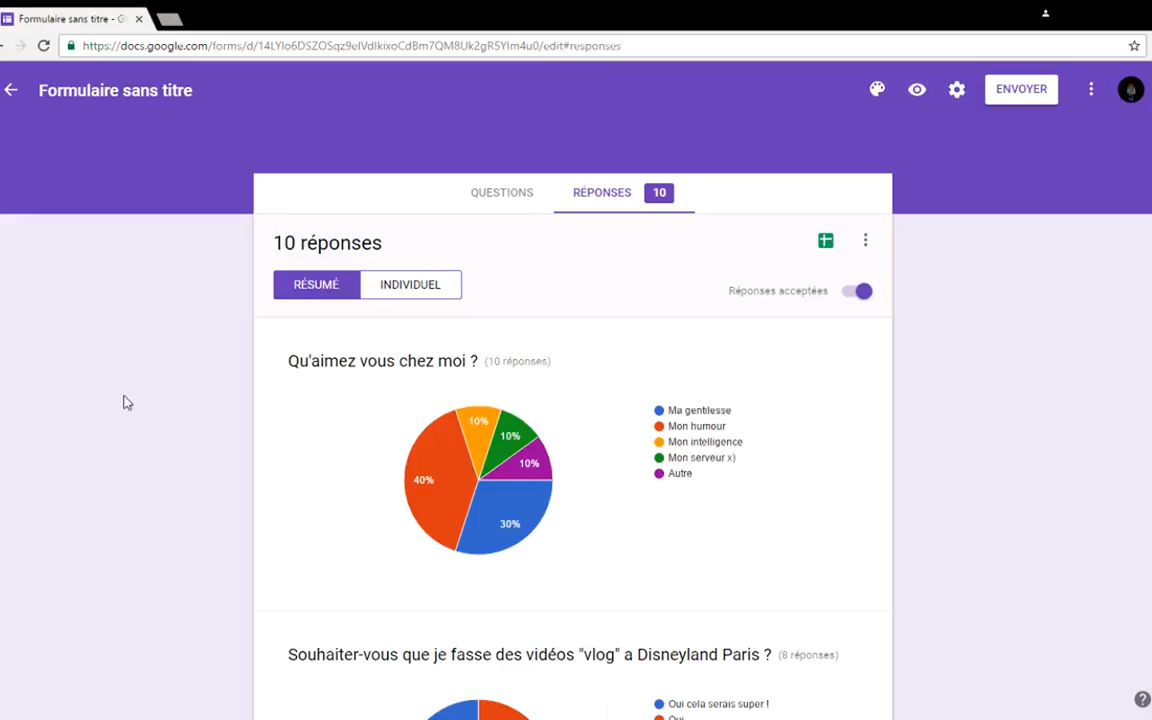 Formulaire sans titre - G
https://docs.google.com/forms/d/14LYlo6DSZOSqz9eIVdIkixoCdBm7QM8Uk2gR5YIm4u0/edit#responses
Formulaire sans titre
ENVOYER
QUESTIONS
RÉPONSES 10
10 réponses
RÉSUMÉ
INDIVIDUEL
Réponses acceptées
Qu'aimez vous chez moi ? (10 réponses)
10%
10%
10%
40%
30%
Ma gentilesse
Mon humour
Mon intelligence
Mon serveur x)
Autre
Souhaiter-vous que je fasse des vidéos "vlog" a Disneyland Paris ? (8 réponses)
Oui cela serais super !
Oui